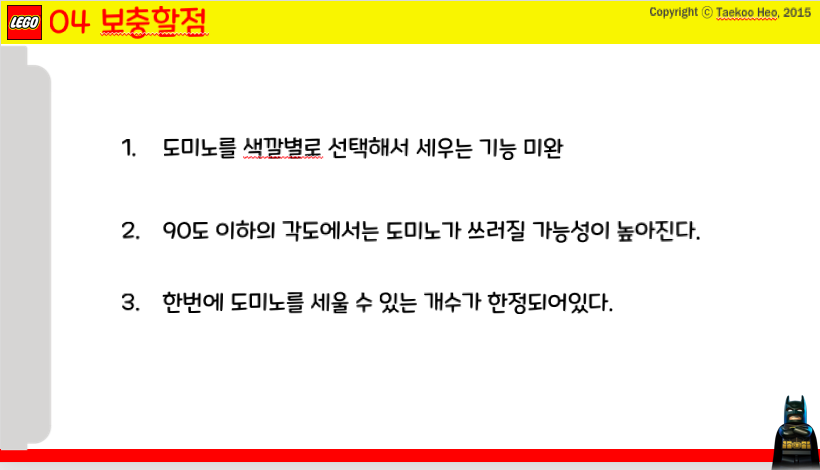 LEGO 04 보충할점
Copyright ⓒ Taekoo Heo, 2015
1. 도미노를 색깔별로 선택해서 세우는 기능 미완
2. 90도 이하의 각도에서는 도미노가 쓰러질 가능성이 높아진다.
3. 한번에 도미노를 세울 수 있는 개수가 한정되어있다.